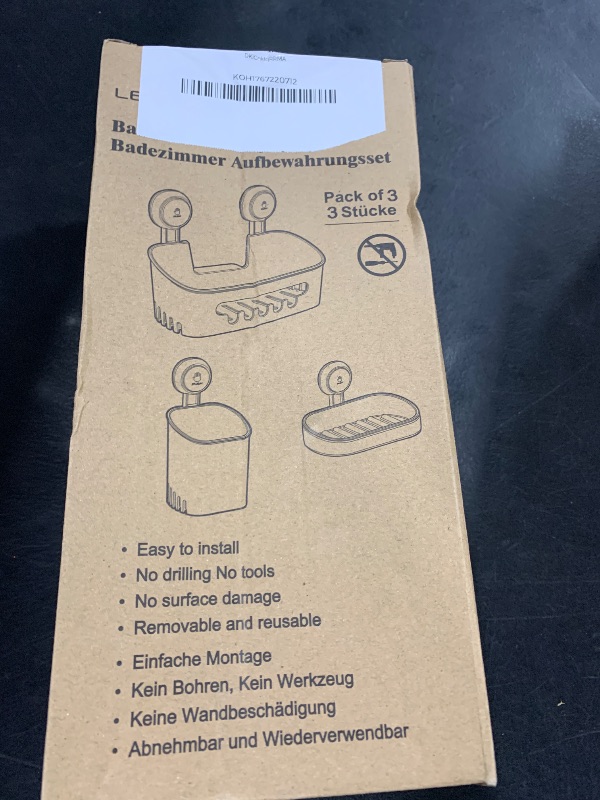 LE
Ba
Badezimmer Aufbewahrungsset
Pack of 3
3 Stücke
• Easy to install
• No drilling No tools
• No surface damage
• Removable and reusable
• Einfache Montage
• Kein Bohren, Kein Werkzeug
• Keine Wandbeschädigung
• Abnehmbar und Wiederverwendbar